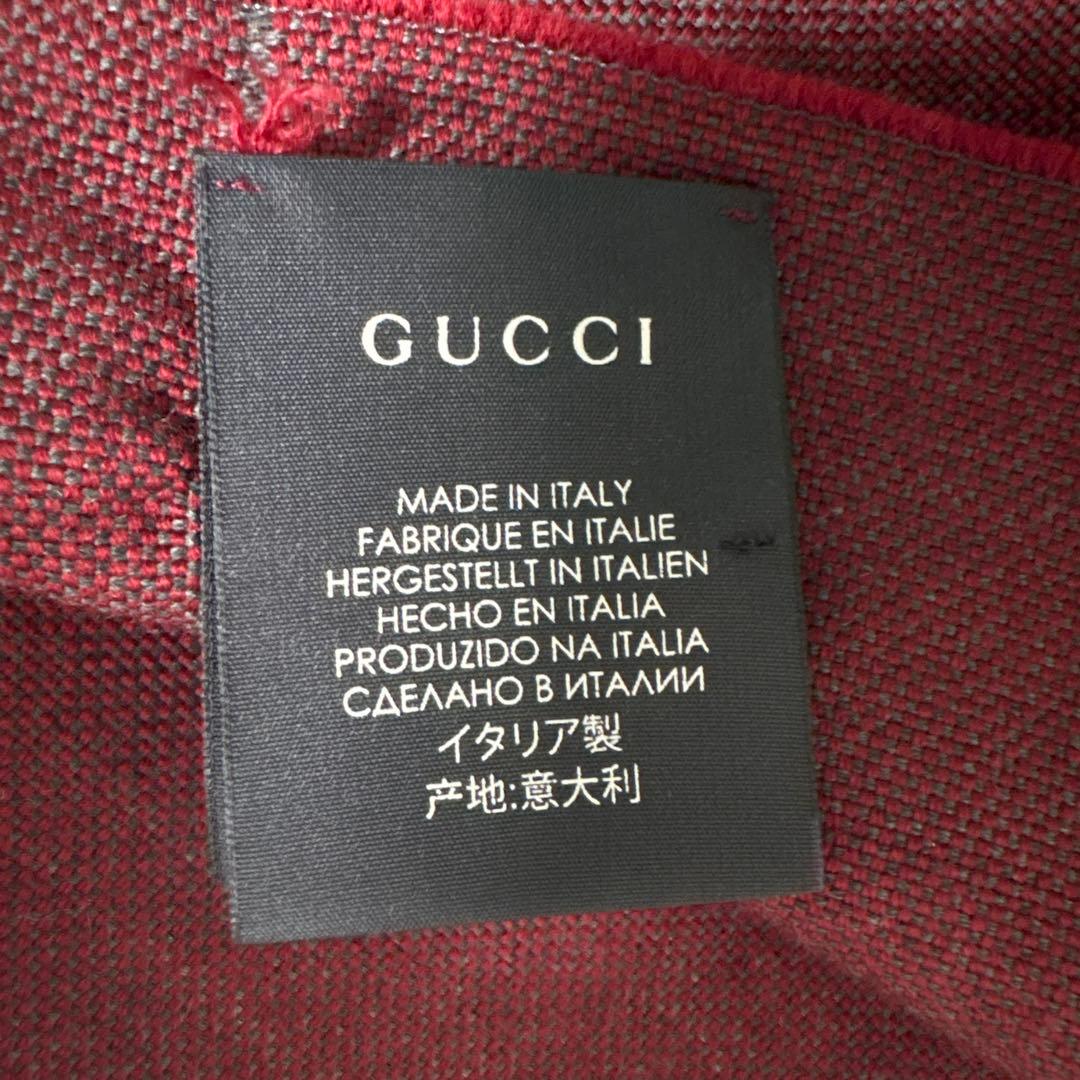 GUCCI
MADE IN ITALY
FABRIQUE EN ITALIE
HERGESTELLT IN ITALIEN
HECHO EN ITALIA
PRODUZIDO NA ITALIA
СДЕЛАНО В ИТАЛИИ
イタリア製
产地:意大利